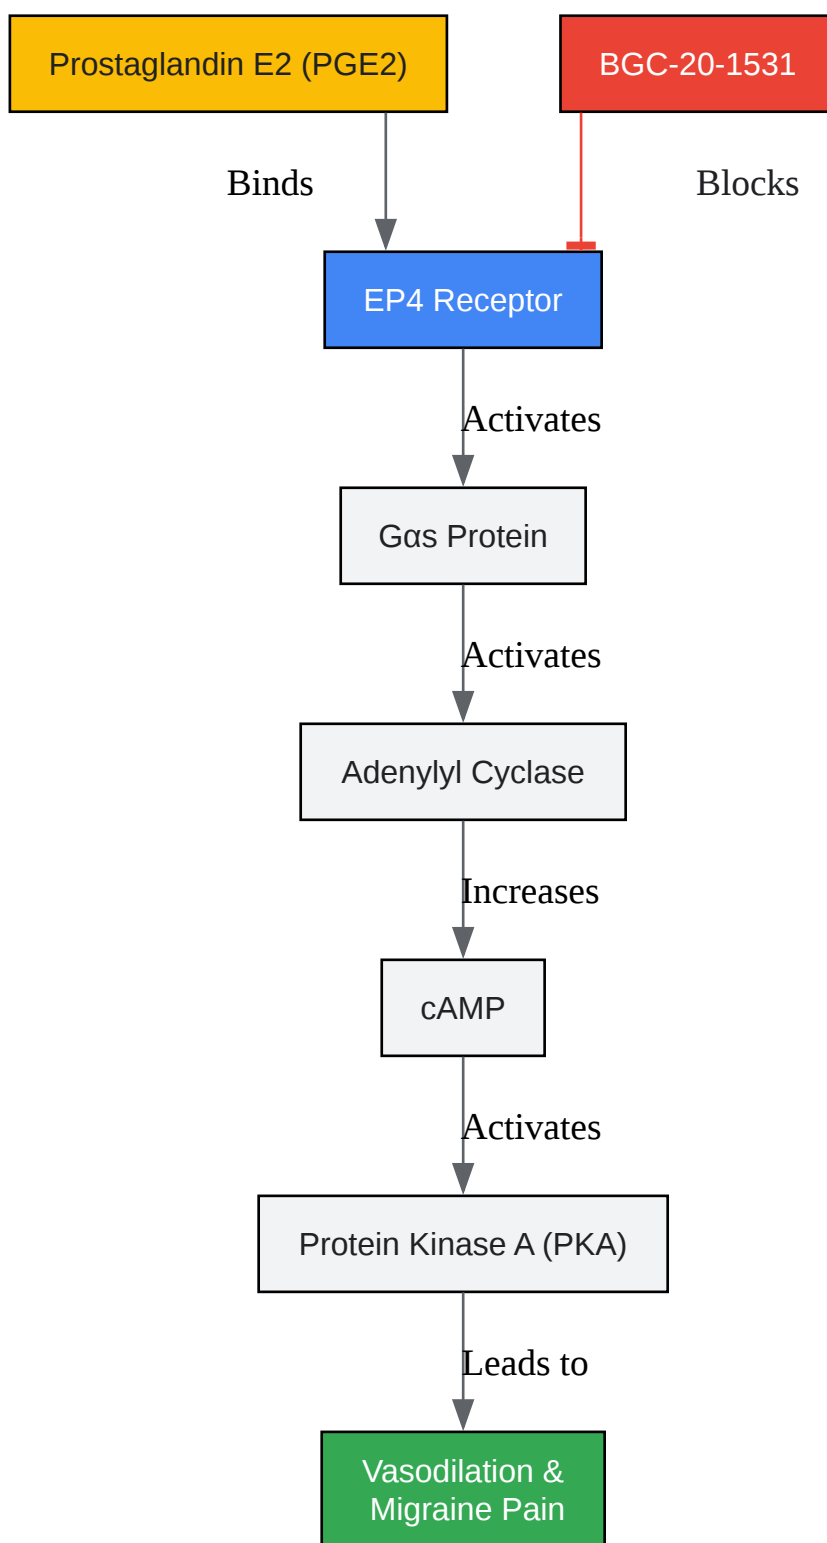 Prostaglandin E2 (PGE2)
BGC-20-1531
Binds
Blocks
EP4 Receptor
Activates
Gαs Protein
Activates
Adenylyl Cyclase
Increases
cAMP
Activates
Protein Kinase A (PKA)
Leads to
Vasodilation &
Migraine Pain